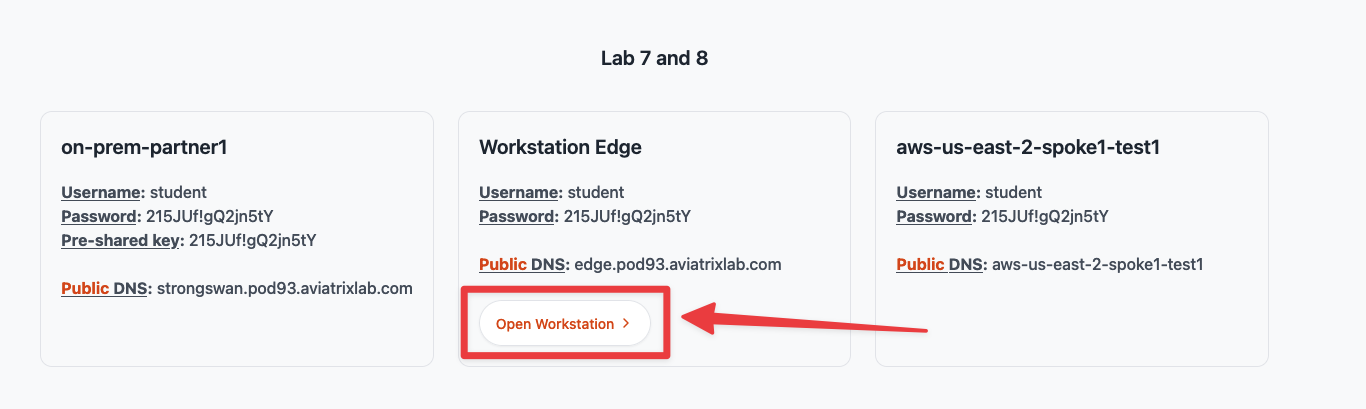 Lab 7 and 8
on-prem-partner1
Username: student
Password: 215JUf!gQ2jn5tY
Pre-shared key: 215JUf!gQ2jn5tY
Public DNS: strongswan.pod93.aviatrixlab.com
Workstation Edge
Username: student
Password: 215JUf!gQ2jn5tY
Public DNS: edge.pod93.aviatrixlab.com
Open Workstation >
aws-us-east-2-spoke1-test1
Username: student
Password: 215JUf!gQ2jn5tY
Public DNS: aws-us-east-2-spoke1-test1